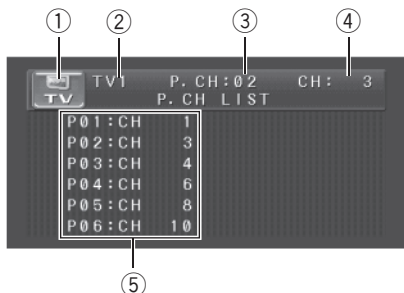 ① ② ③ ④
TV TV1 P.CH:02 CH: 3
P.CH LIST
P01:CH 1
P02:CH 3
P03:CH 4
P04:CH 6
P05:CH 8
P06:CH 10
⑤